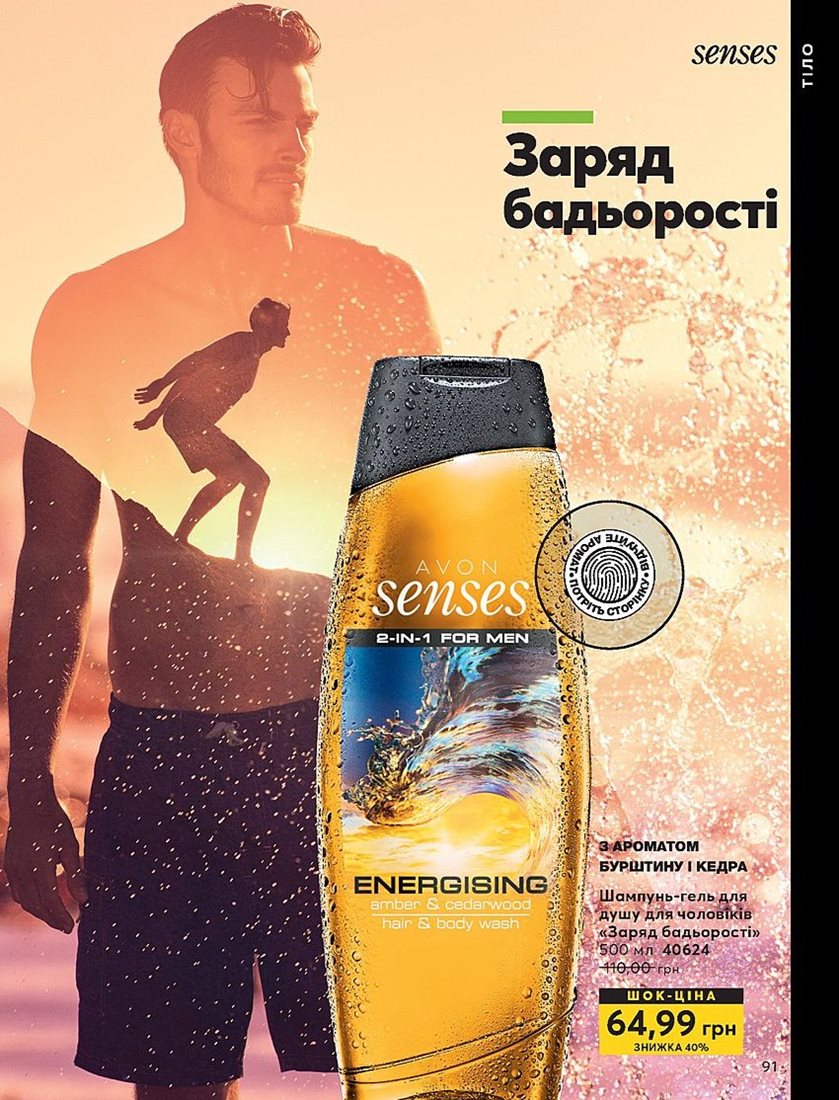 senses
ТІЛО
Заряд
бадьорості
AVON
senses
2-IN-1 FOR MEN
ENERGISING
amber & cedarwood
hair & body wash
ВІДЧУЙТЕ АРОМАТ • ПОТРІТЬ СТОРІНКУ •
З АРОМАТОМ
БУРШТИНУ І КЕДРА
Шампунь-гель для
душу для чоловіків
«Заряд бадьорості»
500 мл 40624
110,00 грн
ШОК-ЦІНА
64,99 грн
ЗНИЖКА 40%
91